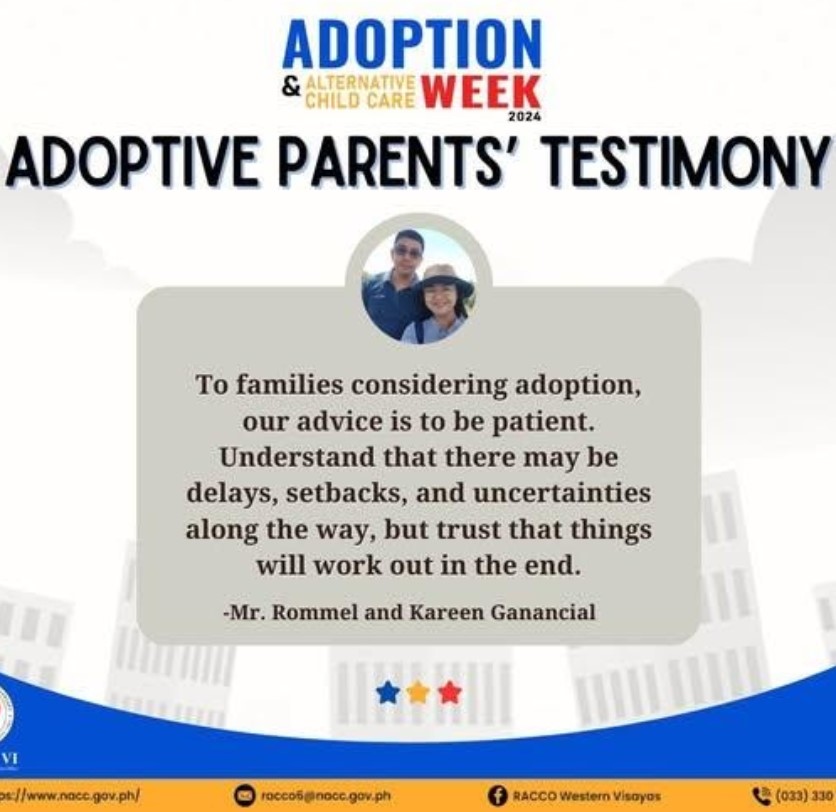 ADOPTION
& ALTERNATIVE CHILD CARE WEEK
2024
ADOPTIVE PARENTS' TESTIMONY
To families considering adoption,
our advice is to be patient.
Understand that there may be
delays, setbacks, and uncertainties
along the way, but trust that things
will work out in the end.
-Mr. Rommel and Kareen Ganancial
VI
ps://www.nacc.gov.ph/ racco6@nacc.gov.ph RACCO Western Visayas (033) 330